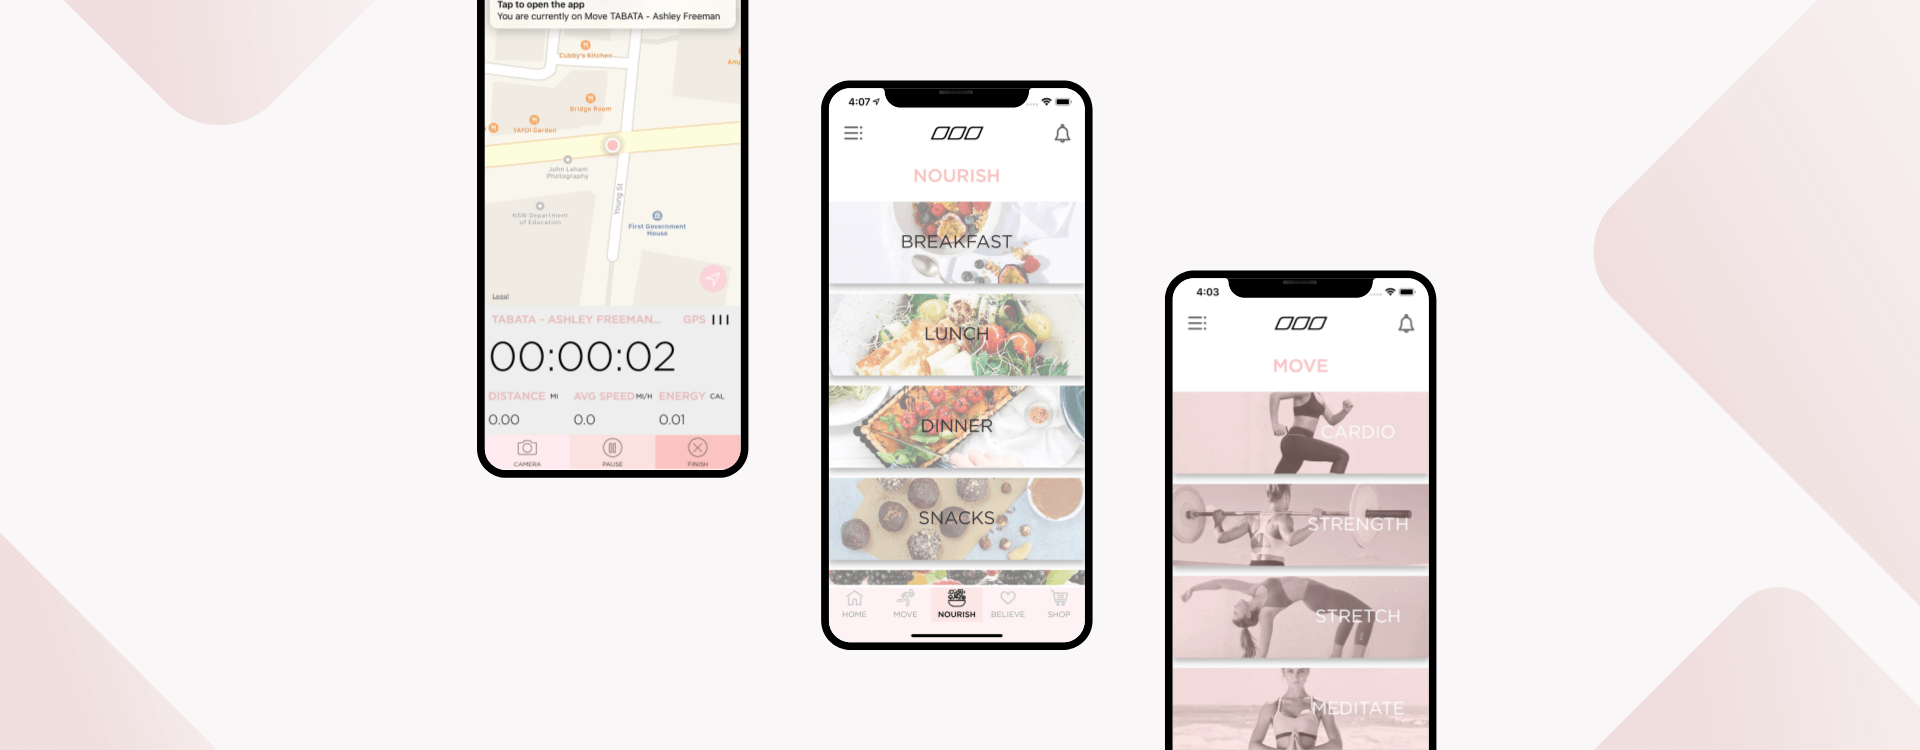 Tap to open the app
You are currently on Move TABATA - Ashley Freeman
Cubby's Kitchen
Bridge Room
YAYOI Garden
John Laham
Photography
Young St
NSW Department
of Education
First Government
House
Legal
TABATA - ASHLEY FREEMAN...
GPS
00:00:02
DISTANCE MI
AVG SPEED MI/H
ENERGY CAL
0.00
0.0
0.01
CAMERA
PAUSE
FINISH
4:07
NOURISH
BREAKFAST
LUNCH
DINNER
SNACKS
HOME
MOVE
NOURISH
BELIEVE
SHOP
4:03
MOVE
CARDIO
STRENGTH
STRETCH
MEDITATE